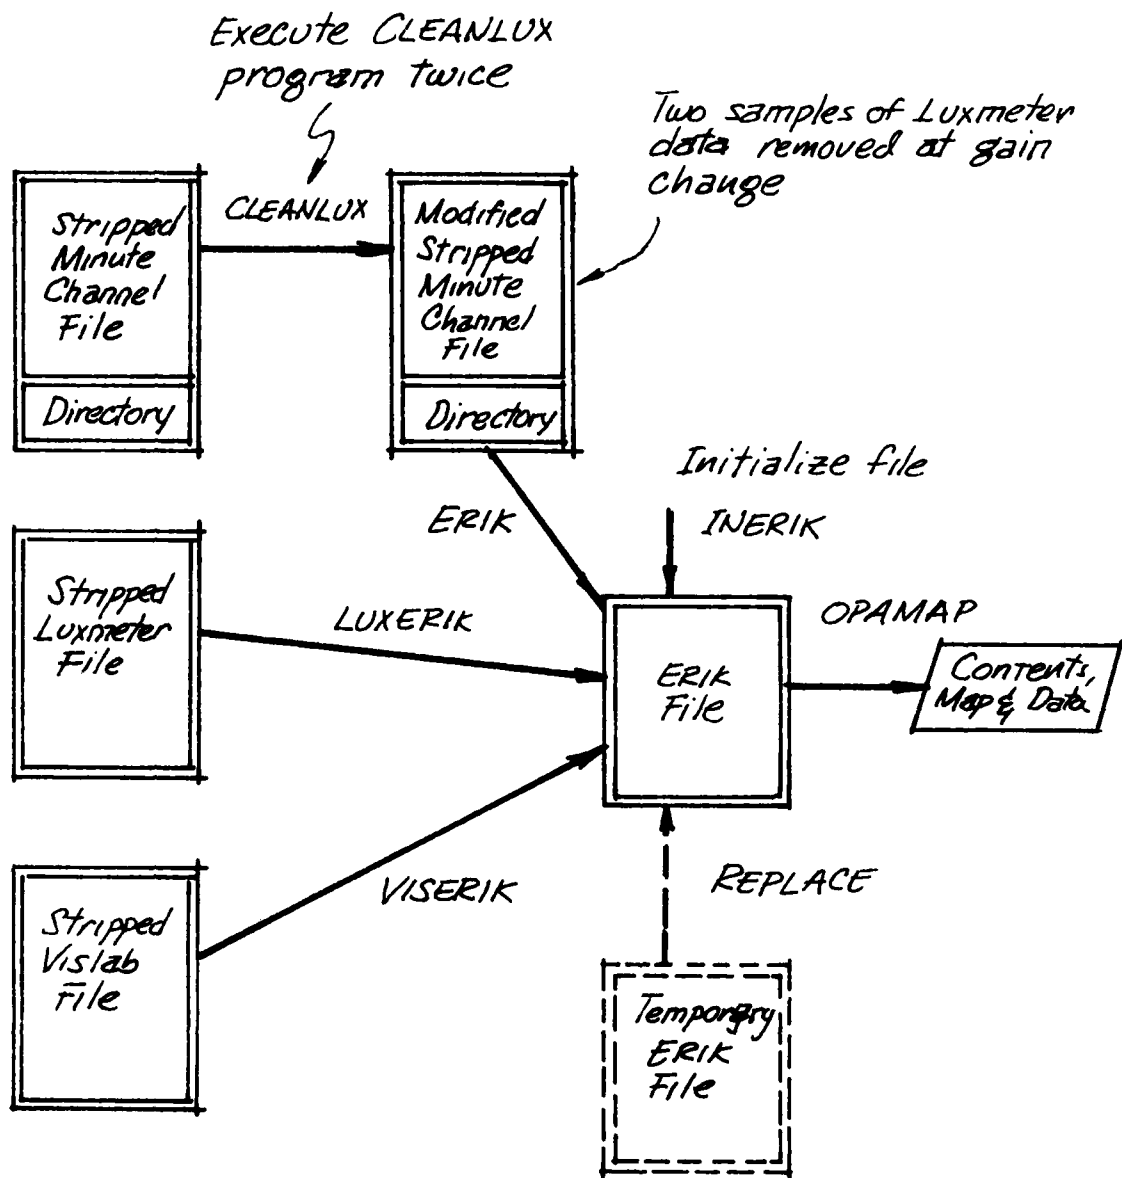 Execute CLEANLUX
program twice
Two samples of Luxmeter
data removed at gain
change
Stripped
Minute
Channel
File
Directory
CLEANLUX
Modified
Stripped
Minute
Channel
File
Directory
ERIK
Initialize file
INERIK
Stripped
Luxmeter
File
LUXERIK
ERIK
File
OPAMAP
Contents,
Map & Data
Stripped
Vislab
File
VISERIK
REPLACE
Temporary
ERIK
File